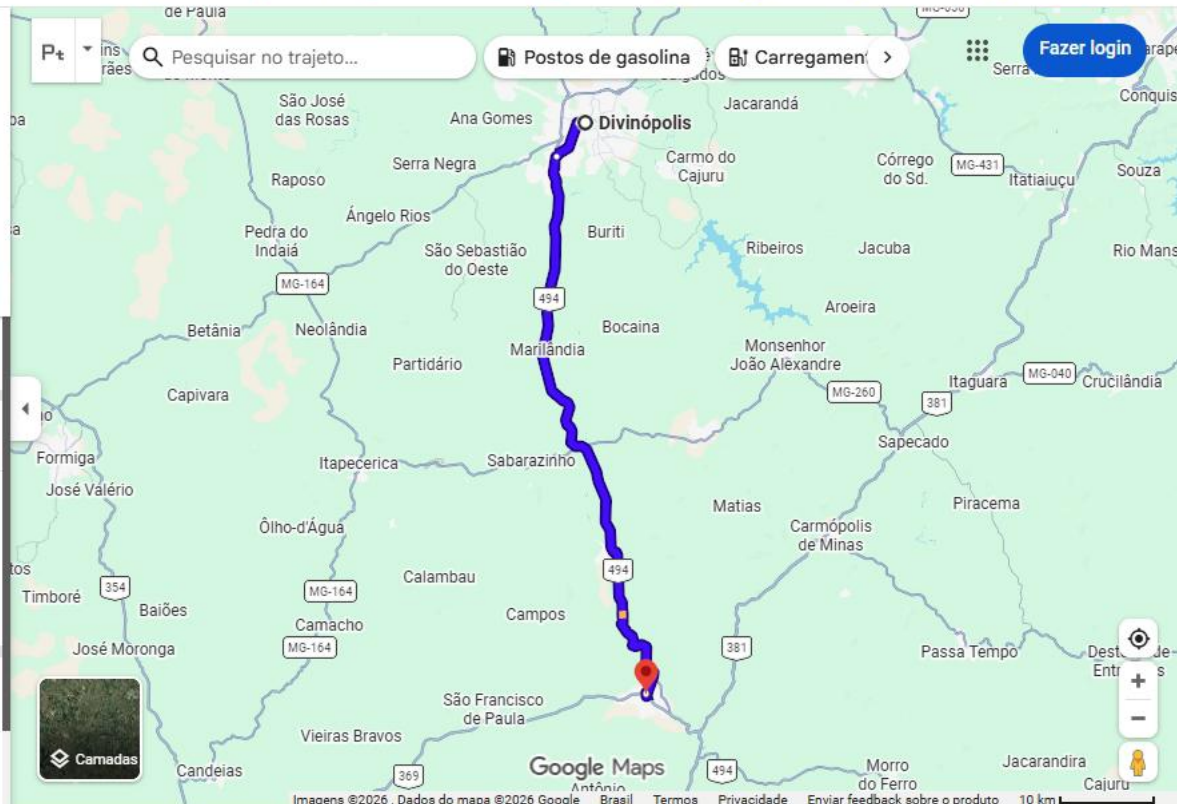 de Paula
MG-050
Pt
Pesquisar no trajeto...
Postos de gasolina
Carregamen
Fazer login
Serra
Conquis
São José
das Rosas
Ana Gomes
Divinópolis
Jacarandá
Serra Negra
Carmo do
Cajuru
Córrego
do Sd.
MG-431
Itatiaiuçu
Souza
Raposo
Ángelo Rios
Pedra do
Indaiá
São Sebastião
do Oeste
Buriti
Ribeiros
Jacuba
Rio Mans
MG-164
494
Aroeira
Betânia
Neolândia
Bocaina
Marilândia
Partidário
Monsenhor
João Alexandre
Capivara
MG-260
381
Itaguara
MG-040
Crucilândia
Sapecado
Formiga
Itapecerica
Sabarazinho
José Valério
Piracema
Matias
Ôlho-d'Água
Carmópolis
de Minas
354
Timboré
Baiões
MG-164
Calambau
494
Camacho
Campos
MG-164
José Moronga
381
Passa Tempo
São Francisco
de Paula
Vieiras Bravos
Camadas
Candeias
369
Google Maps
494
Morro
do Ferro
Jacarandira
Antônio
Cajuru
Imagens ©2026 , Dados do mapa ©2026 Google Brasil Termos Privacidade Enviar feedback sobre o produto 10 km